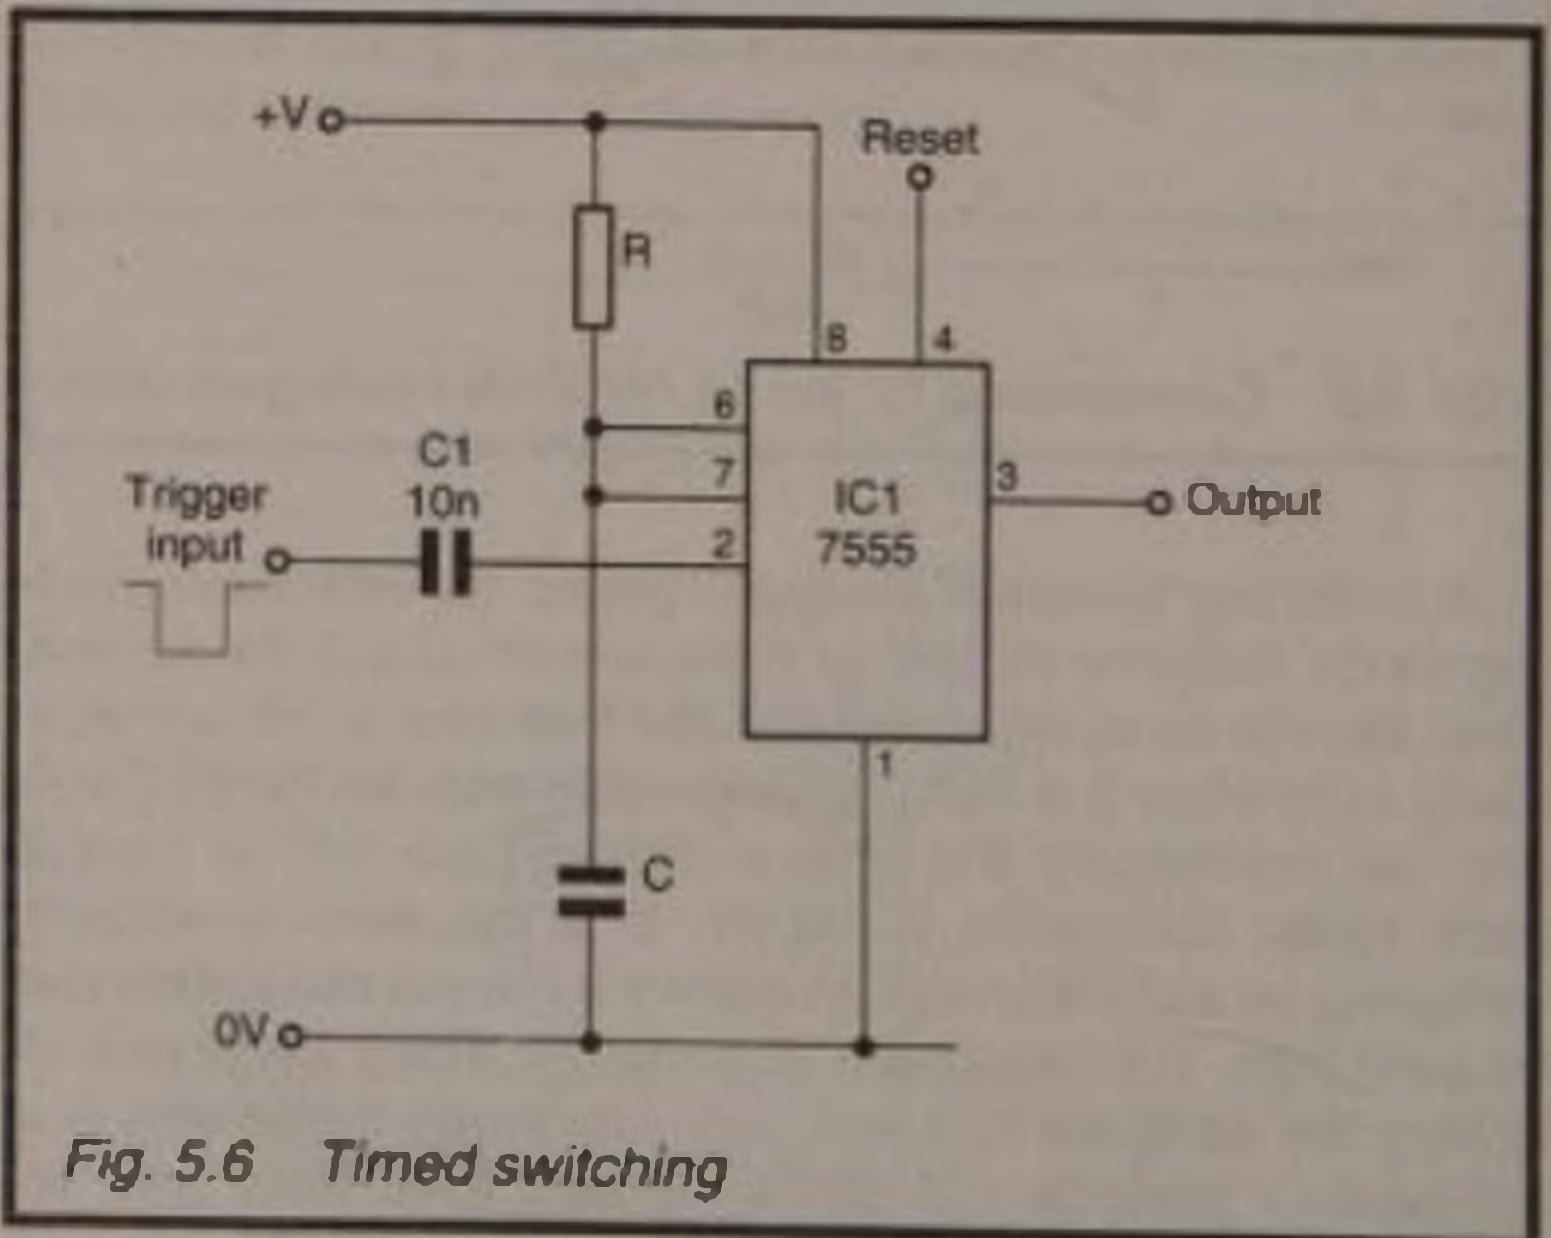 +V
Reset
R
8
4
6
C1
10n
7
3
Trigger
input
IC1
7555
Output
2
1
C
0V
Fig. 5.6 Timed switching